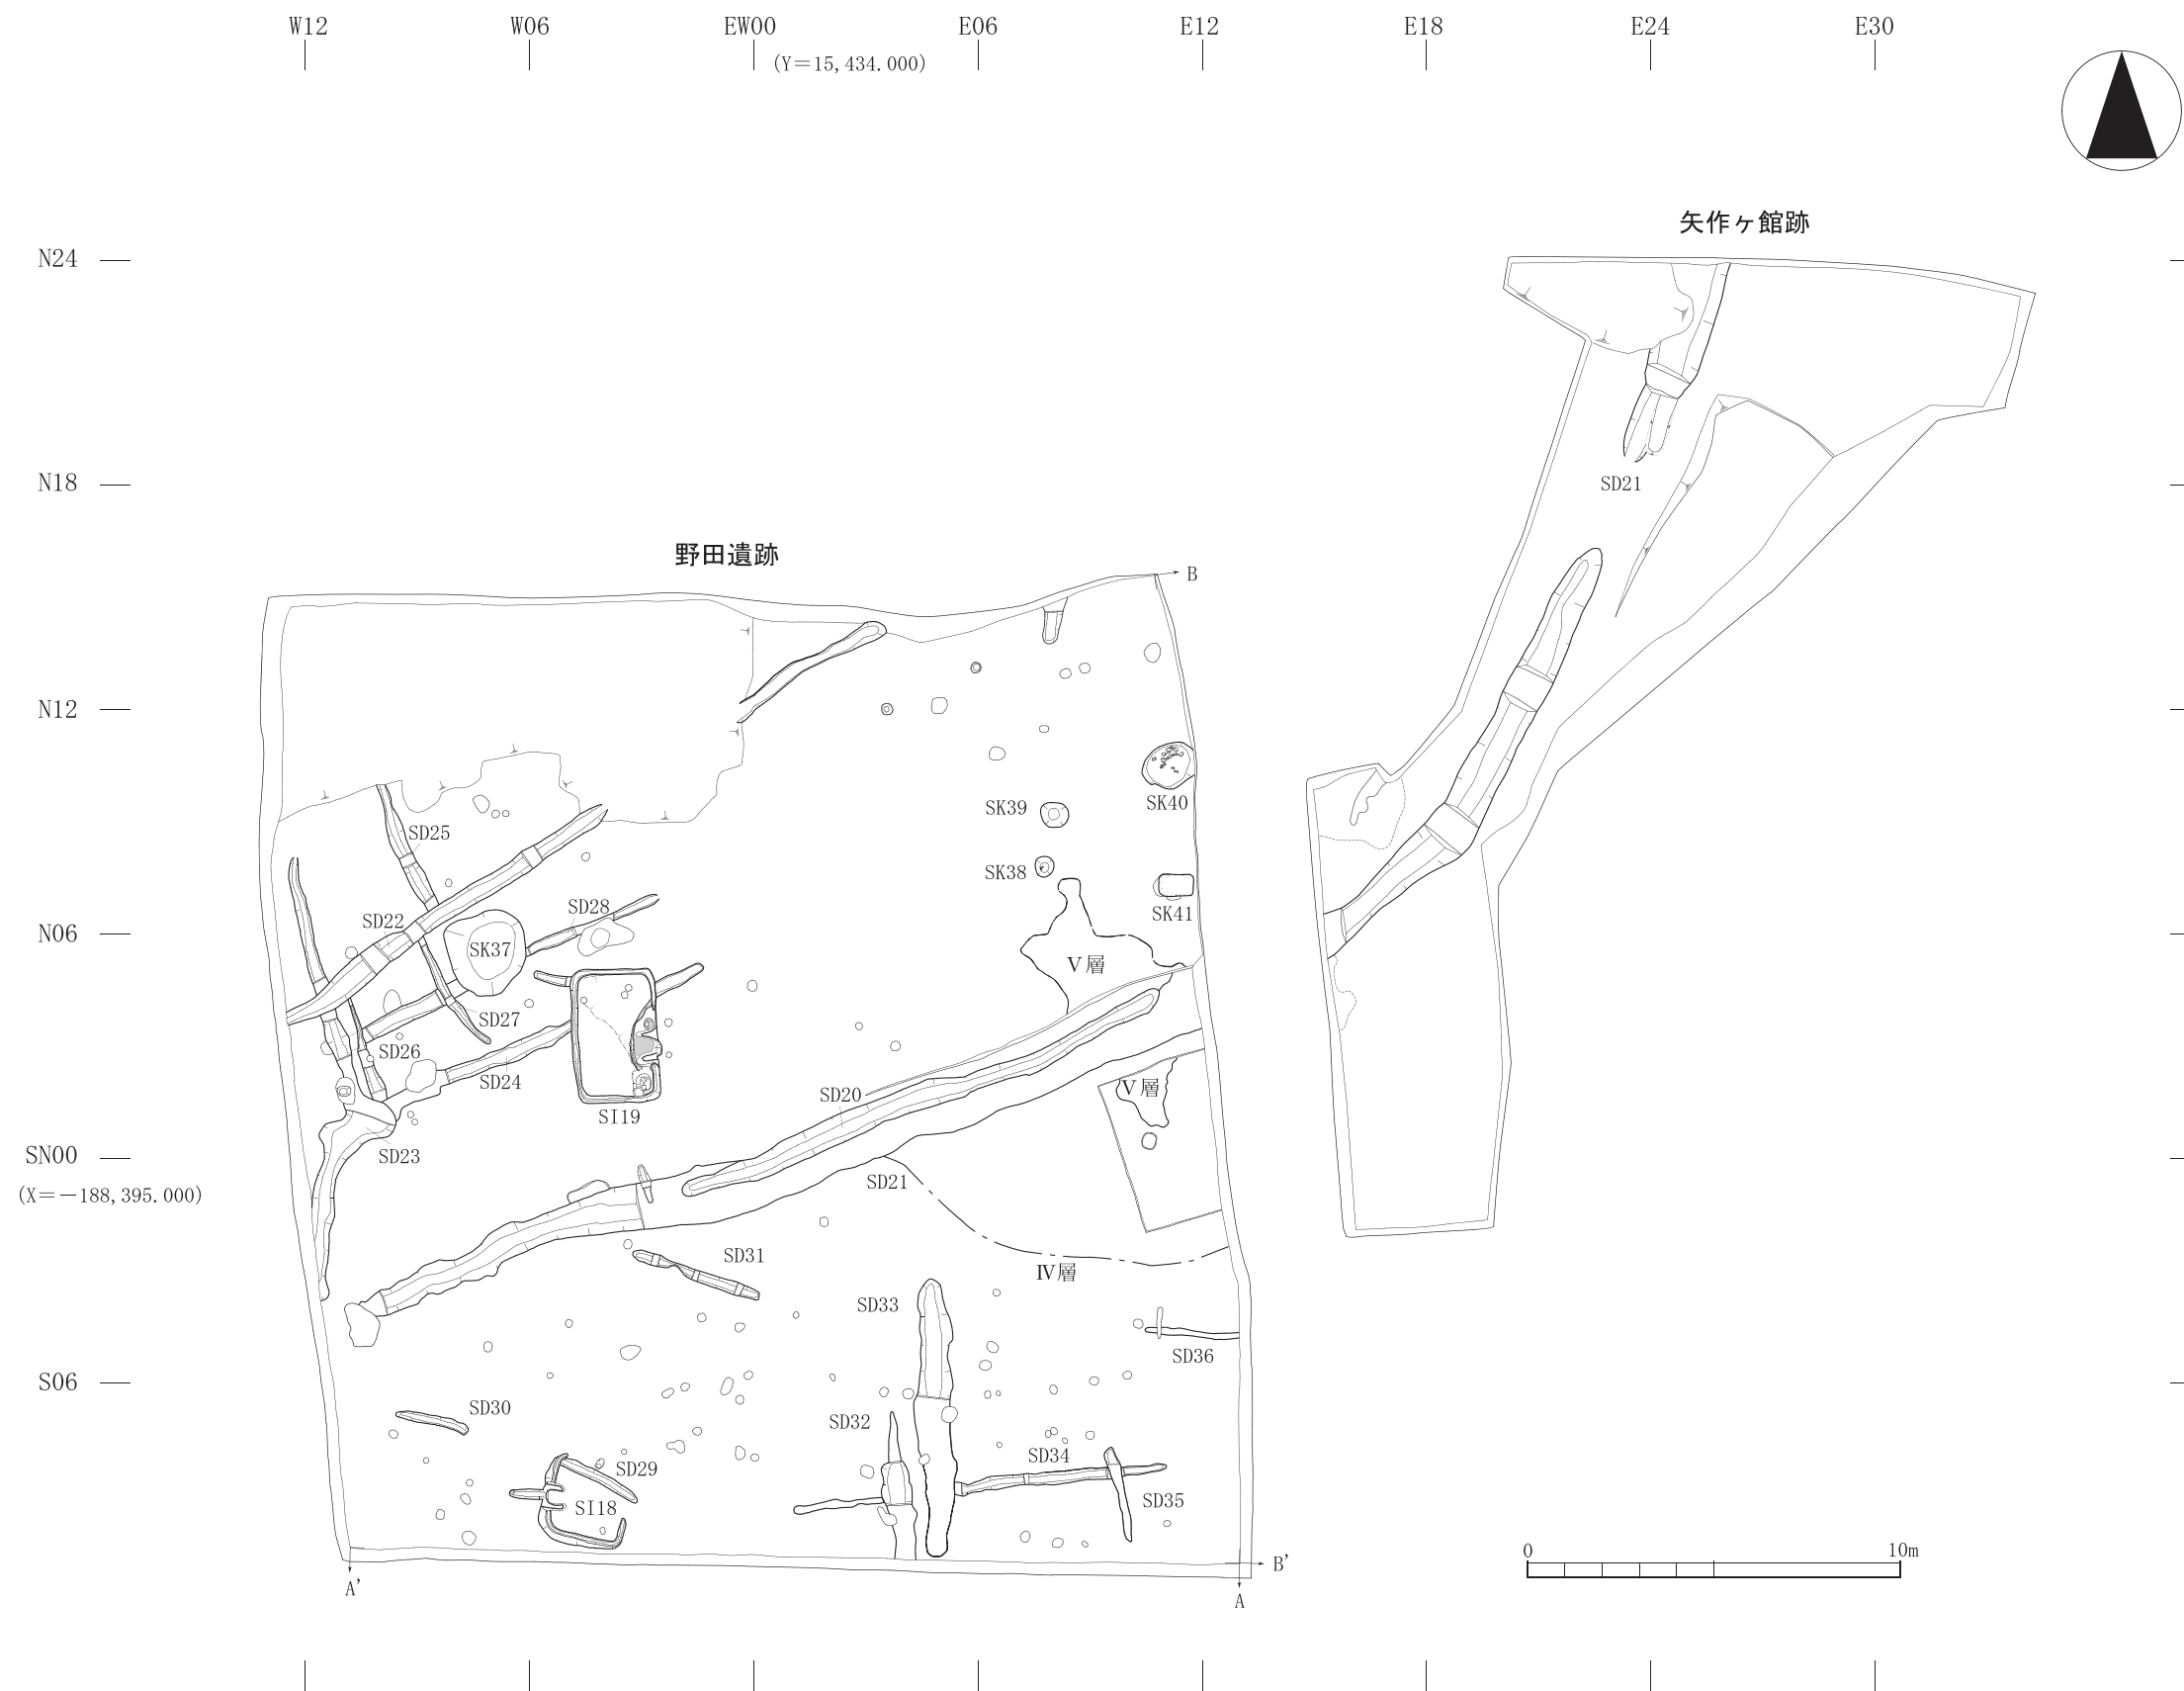 W12 W06 EW00 E06 E12 E18 E24 E30
(Y＝15,434.000)
矢作ヶ館跡
N24
N18
SD21
野田遺跡
B
N12
SK40
SK39
SD25
SK38
SD28
SK41
SD22
N06
SK37
Ⅴ層
SD27
SD26
SD24
Ⅴ層
SD20
SI19
SN00
SD23
SD21
(X＝－188,395.000)
SD31
Ⅳ層
SD33
SD36
S06
SD30
SD32
SD34
SD29
SD35
SI18
0 10m
B'
A'
A